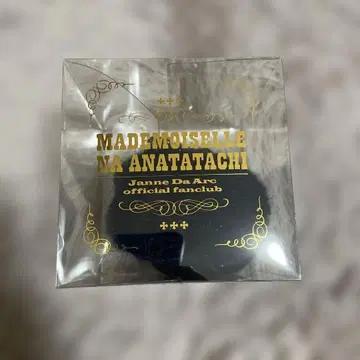 MADEMOISELLE
NA ANATATACHI
Janne Da Arc
official fanclub